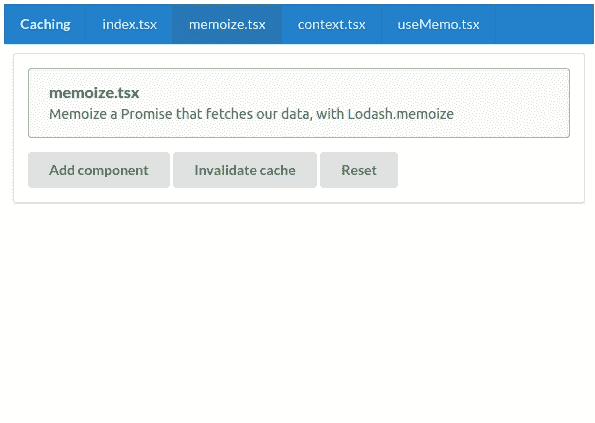 Caching index.tsx memoize.tsx context.tsx useMemo.tsx
memoize.tsx
Memoize a Promise that fetches our data, with Lodash.memoize
Add component Invalidate cache Reset